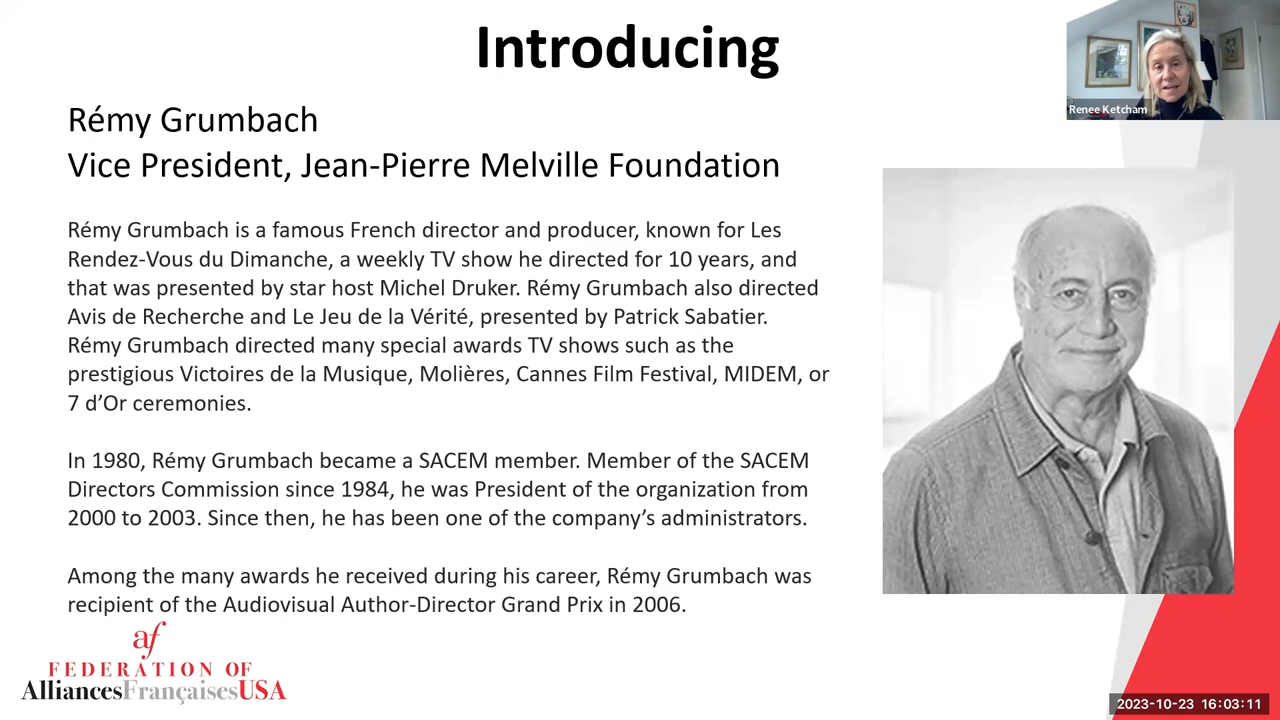 Introducing
Renee Ketcham
Rémy Grumbach
Vice President, Jean-Pierre Melville Foundation
Rémy Grumbach is a famous French director and producer, known for Les
Rendez-Vous du Dimanche, a weekly TV show he directed for 10 years, and
that was presented by star host Michel Druker. Rémy Grumbach also directed
Avis de Recherche and Le Jeu de la Vérité, presented by Patrick Sabatier.
Rémy Grumbach directed many special awards TV shows such as the
prestigious Victoires de la Musique, Molières, Cannes Film Festival, MIDEM, or
7 d’Or ceremonies.
In 1980, Rémy Grumbach became a SACEM member. Member of the SACEM
Directors Commission since 1984, he was President of the organization from
2000 to 2003. Since then, he has been one of the company’s administrators.
Among the many awards he received during his career, Rémy Grumbach was
recipient of the Audiovisual Author-Director Grand Prix in 2006.
af
FEDERATION OF
AlliancesFrançaisesUSA
2023-10-23 16:03:11